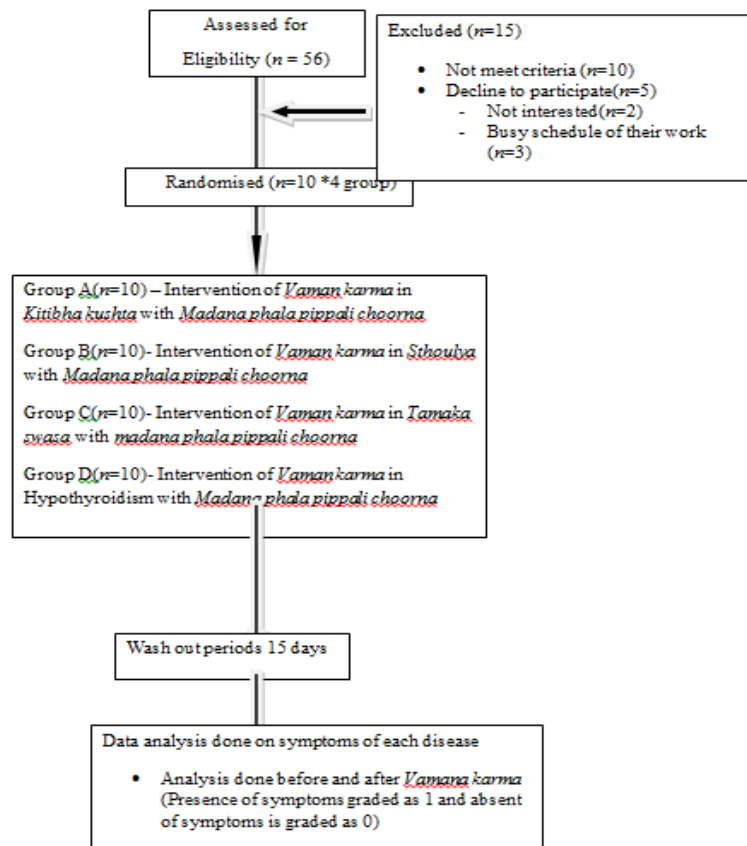 Assessed for
Eligibility (n = 56)
Excluded (n=15)
• Not meet criteria (n=10)
• Decline to participate(n=5)
- Not interested(n=2)
- Busy schedule of their work
(n=3)
Randomised (n=10 *4 group)
Group A(n=10) – Intervention of Vaman karma in
Kitibha kushta with Madana phala pippali choorna
Group B(n=10)- Intervention of Vaman karma in Sthoulya
with Madana phala pippali choorna
Group C(n=10)- Intervention of Vaman karma in Tamaka
swasa with madana phala pippali choorna
Group D(n=10)- Intervention of Vaman karma in
Hypothyroidism with Madana phala pippali choorna
Wash out periods 15 days
Data analysis done on symptoms of each disease
• Analysis done before and after Vamana karma
(Presence of symptoms graded as 1 and absent
of symptoms is graded as 0)